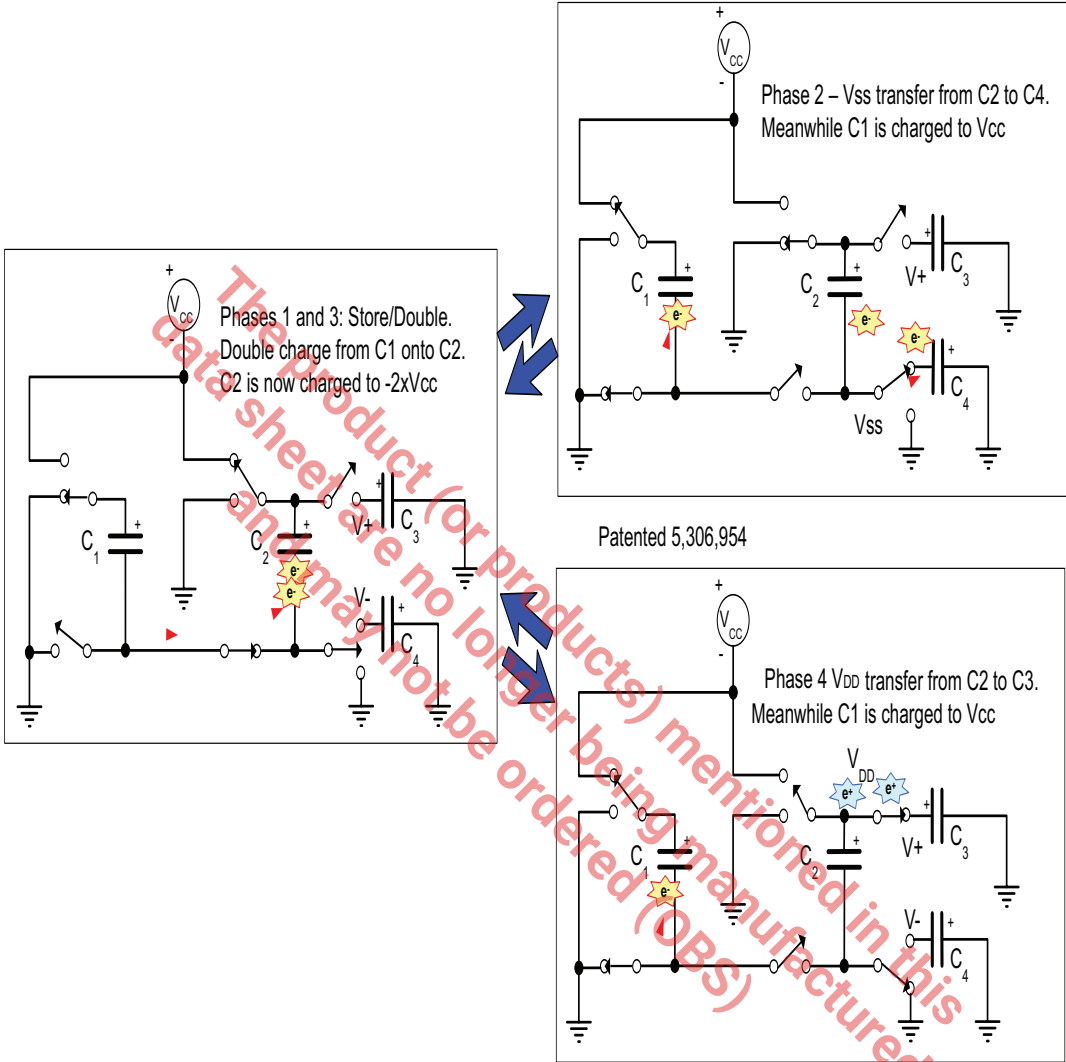 +
VCC
-
Phases 1 and 3: Store/Double.
Double charge from C1 onto C2.
C2 is now charged to -2xVcc
C1
+
C2
+
e-
e-
V+
+
C3
V-
+
C4
+
VCC
-
Phase 2 – Vss transfer from C2 to C4.
Meanwhile C1 is charged to Vcc
C1
+
e-
C2
+
e-
V+
+
C3
e-
+
C4
Vss
Patented 5,306,954
+
VCC
-
Phase 4 VDD transfer from C2 to C3.
Meanwhile C1 is charged to Vcc
VDD
e+
e+
C1
+
e-
C2
+
V+
+
C3
V-
+
C4
The product (or products) mentioned in this
data sheet are no longer being manufactured
and may not be ordered (OBS)